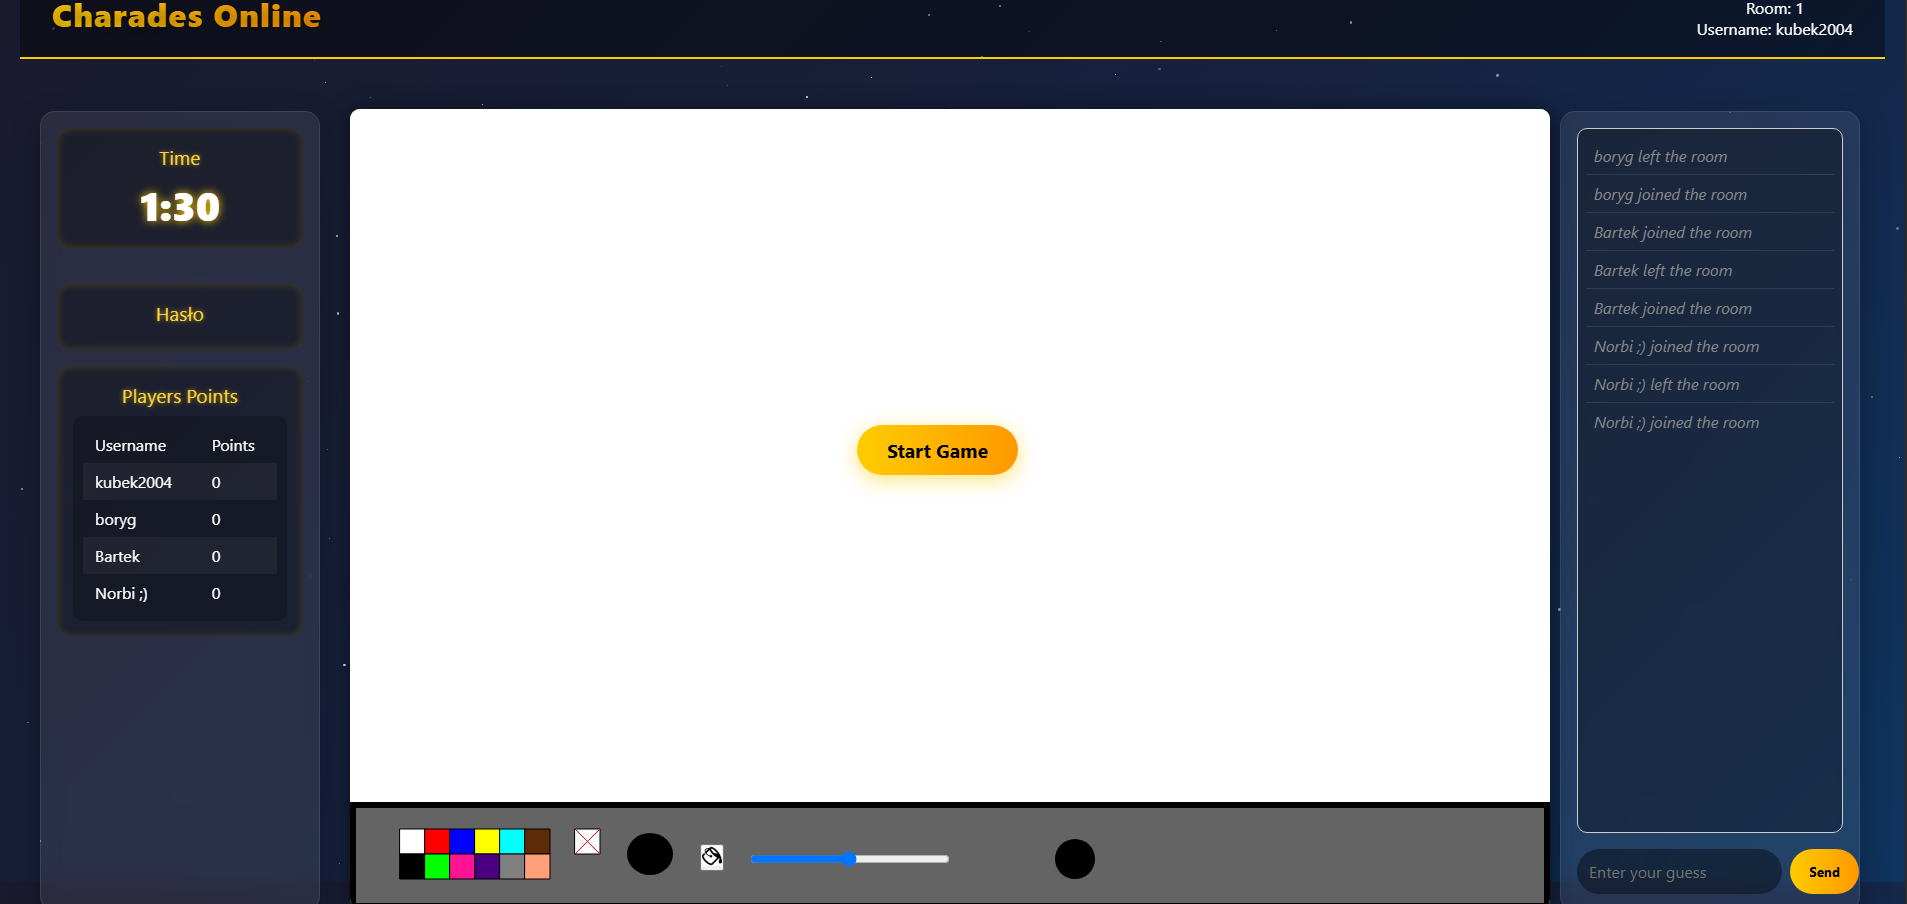 Charades Online
Room: 1
Username: kubek2004
Time
1:30
Hasło
Players Points
Username Points
kubek2004 0
boryg 0
Bartek 0
Norbi ;) 0
Start Game
boryg left the room
boryg joined the room
Bartek joined the room
Bartek left the room
Bartek joined the room
Norbi ;) joined the room
Norbi ;) left the room
Norbi ;) joined the room
Enter your guess
Send